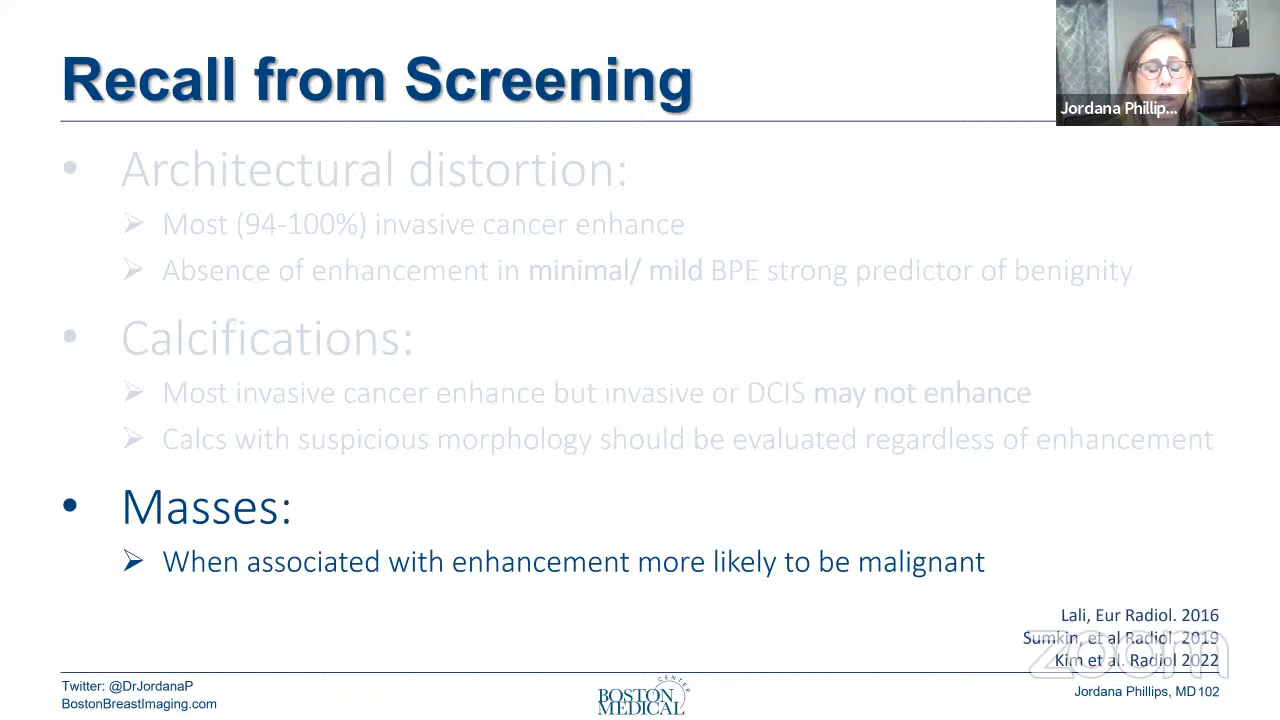 Recall from Screening
Jordana Phillip...
• Architectural distortion:
➢ Most (94-100%) invasive cancer enhance
➢ Absence of enhancement in minimal/ mild BPE strong predictor of benignity
• Calcifications:
➢ Most invasive cancer enhance but invasive or DCIS may not enhance
➢ Calcs with suspicious morphology should be evaluated regardless of enhancement
• Masses:
➢ When associated with enhancement more likely to be malignant
Lali, Eur Radiol. 2016
Sumkin, et al Radiol. 2019
Kim et al. Radiol 2022
zoom
Twitter: @DrJordanaP
BostonBreastImaging.com
BOSTON
MEDICAL
CENTER
Jordana Phillips, MD 102